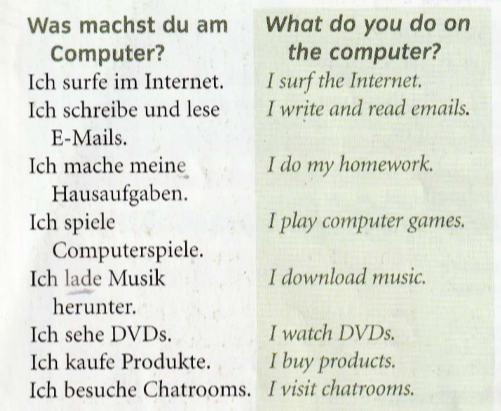 Was machst du am
Computer?
What do you do on
the computer?
Ich surfe im Internet.
I surf the Internet.
Ich schreibe und lese
E-Mails.
I write and read emails.
Ich mache meine
Hausaufgaben.
I do my homework.
Ich spiele
Computerspiele.
I play computer games.
Ich lade Musik
herunter.
I download music.
Ich sehe DVDs.
I watch DVDs.
Ich kaufe Produkte.
I buy products.
Ich besuche Chatrooms.
I visit chatrooms.